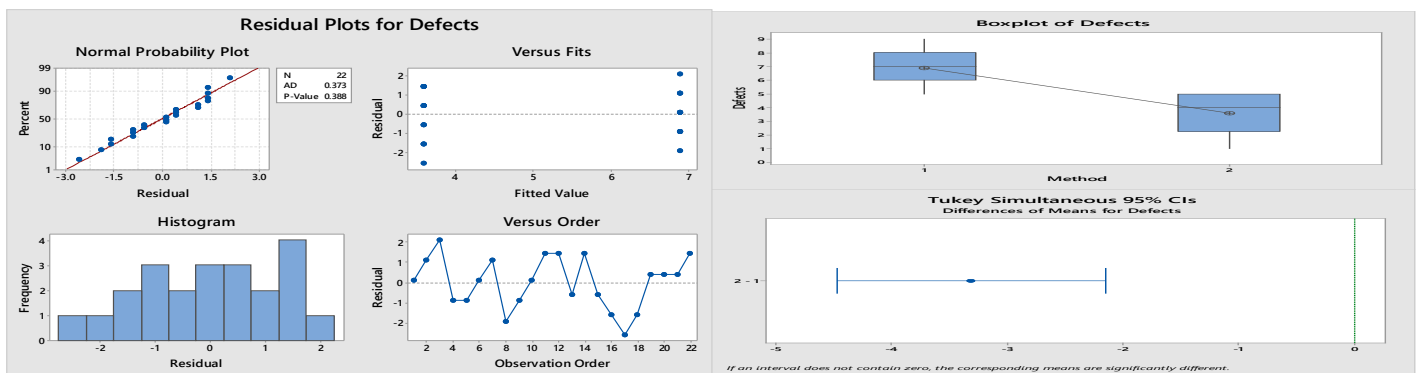 Residual Plots for Defects
Normal Probability Plot
Percent
99
90
50
10
1
-3.0 -1.5 0.0 1.5 3.0
Residual
N 22
AD 0.373
P-Value 0.388
Versus Fits
Residual
2
1
0
-1
-2
4 5 6 7
Fitted Value
Histogram
Frequency
4
3
2
1
0
-2 -1 0 1 2
Residual
Versus Order
Residual
2
1
0
-1
-2
2 4 6 8 10 12 14 16 18 20 22
Observation Order
Boxplot of Defects
Defects
9
8
7
6
5
4
3
2
1
0
1 2
Method
Tukey Simultaneous 95% CIs
Differences of Means for Defects
2 - 1
-5 -4 -3 -2 -1 0
If an interval does not contain zero, the corresponding means are significantly different.